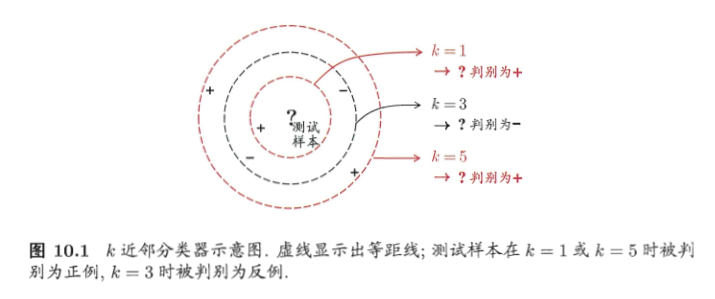 k = 1
→ ?判别为+
+
−
k = 3
?
测试
+
→ ?判别为−
样本
−
k = 5
+
→ ?判别为+
图 10.1 k 近邻分类器示意图. 虚线显示出等距线; 测试样本在 k = 1 或 k = 5 时被判
别为正例, k = 3 时被判别为反例.